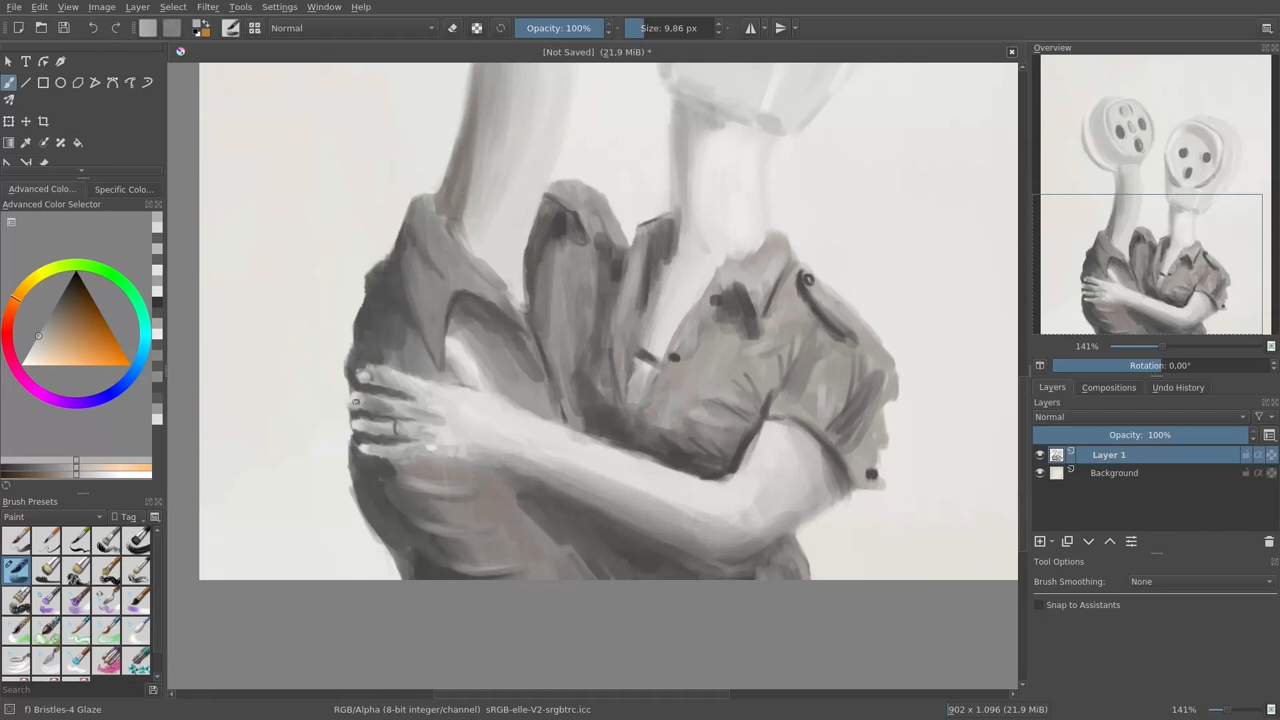 File Edit View Image Layer Select Filter Tools Settings Window Help
Normal Opacity: 100% Size: 9,86 px
[Not Saved] (21,9 MiB) *
Overview
Advanced Colo... Specific Colo...
Advanced Color Selector
141%
Rotation: 0,00°
Layers Compositions Undo History
Layers
Normal
Opacity: 100%
Layer 1
Background
Brush Presets
Paint Tag
Tool Options
Brush Smoothing: None
Snap to Assistants
Search
f) Bristles-4 Glaze RGB/Alpha (8-bit integer/channel) sRGB-elle-V2-srgbtrc.icc 902 x 1.096 (21,9 MiB) 141%